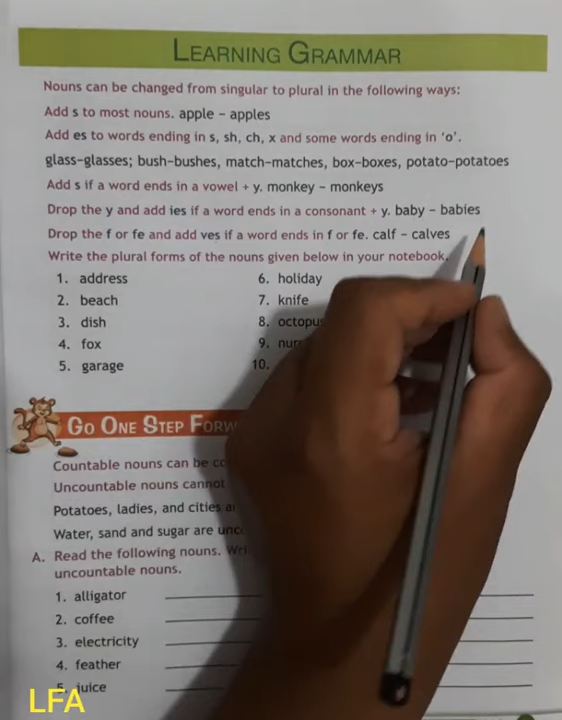 LEARNING GRAMMAR
Nouns can be changed from singular to plural in the following ways:
Add s to most nouns. apple – apples
Add es to words ending in s, sh, ch, x and some words ending in 'o'.
glass-glasses; bush-bushes, match-matches, box-boxes, potato-potatoes
Add s if a word ends in a vowel + y. monkey – monkeys
Drop the y and add ies if a word ends in a consonant + y. baby – babies
Drop the f or fe and add ves if a word ends in f or fe. calf – calves
Write the plural forms of the nouns given below in your notebook.
1. address
2. beach
3. dish
4. fox
5. garage
6. holiday
7. knife
8. octopus
9.
10.
GO ONE STEP
Countable nouns can be
Uncountable nouns cannot
Potatoes, ladies, and cities
Water, sand and sugar are
A. Read the following nouns.
uncountable nouns.
1. alligator
2. coffee
3. electricity
4. feather
5. juice
LFA